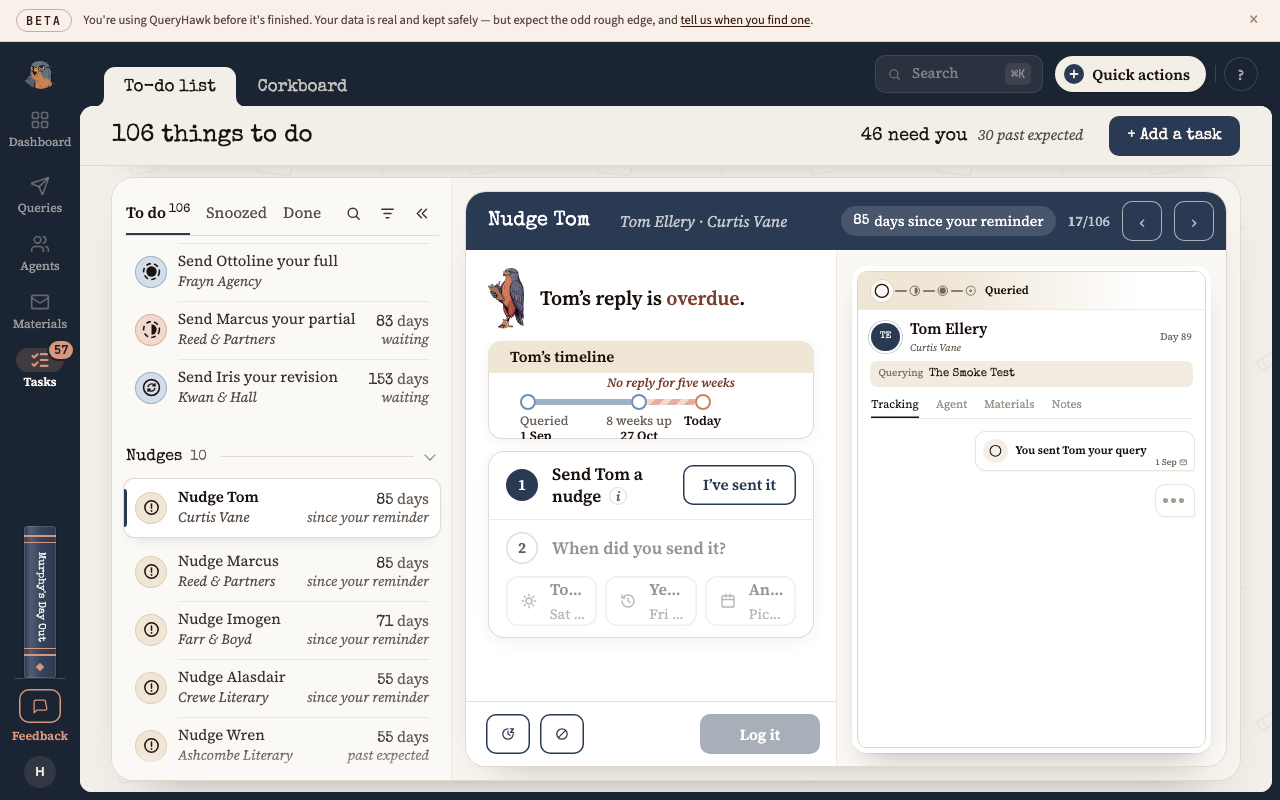 BETA You're using QueryHawk before it's finished. Your data is real and kept safely — but expect the odd rough edge, and tell us when you find one. ×
To-do list
Corkboard
Search ⌘K
+ Quick actions
?
Dashboard
Queries
Agents
Materials
57
Tasks
Murphy's Day Out
Feedback
H
106 things to do
46 need you 30 past expected
+ Add a task
To do 106 Snoozed Done
Send Ottoline your full
Frayn Agency
Send Marcus your partial 83 days
Reed & Partners waiting
Send Iris your revision 153 days
Kwan & Hall waiting
Nudges 10
Nudge Tom 85 days
Curtis Vane since your reminder
Nudge Marcus 85 days
Reed & Partners since your reminder
Nudge Imogen 71 days
Farr & Boyd since your reminder
Nudge Alasdair 55 days
Crewe Literary since your reminder
Nudge Wren 55 days
Ashcombe Literary past expected
Nudge Tom Tom Ellery · Curtis Vane 85 days since your reminder 17/106 ‹ ›
Tom's reply is overdue.
Tom's timeline
No reply for five weeks
Queried 8 weeks up Today
1 Sep 27 Oct
1 Send Tom a
nudge i
I've sent it
2 When did you send it?
To... Ye... An...
Sat ... Fri ... Pic...
Log it
Queried
TE Tom Ellery
Curtis Vane
Day 89
Querying The Smoke Test
Tracking Agent Materials Notes
You sent Tom your query
1 Sep